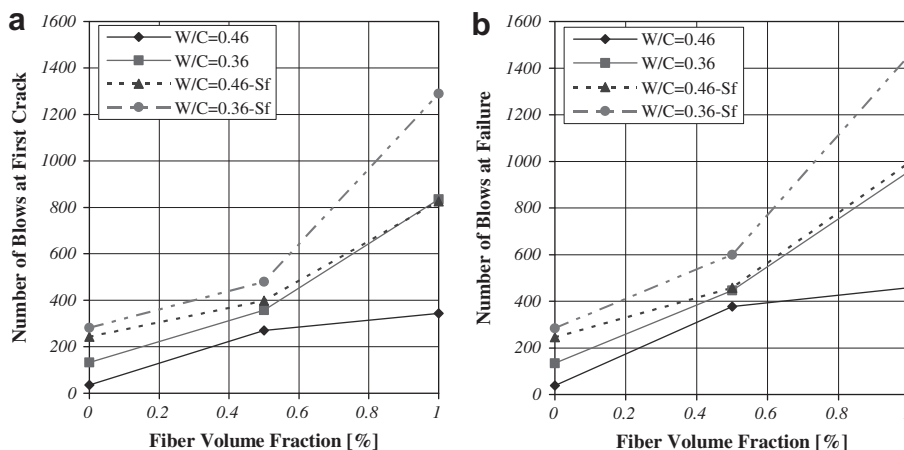 a
Number of Blows at First Crack
1600
1400
1200
1000
800
600
400
200
0
W/C=0.46
W/C=0.36
W/C=0.46-Sf
W/C=0.36-Sf
0 0.2 0.4 0.6 0.8 1
Fiber Volume Fraction [%]
b
Number of Blows at Failure
1600
1400
1200
1000
800
600
400
200
0
W/C=0.46
W/C=0.36
W/C=0.46-Sf
W/C=0.36-Sf
0 0.2 0.4 0.6 0.8
Fiber Volume Fraction [%]